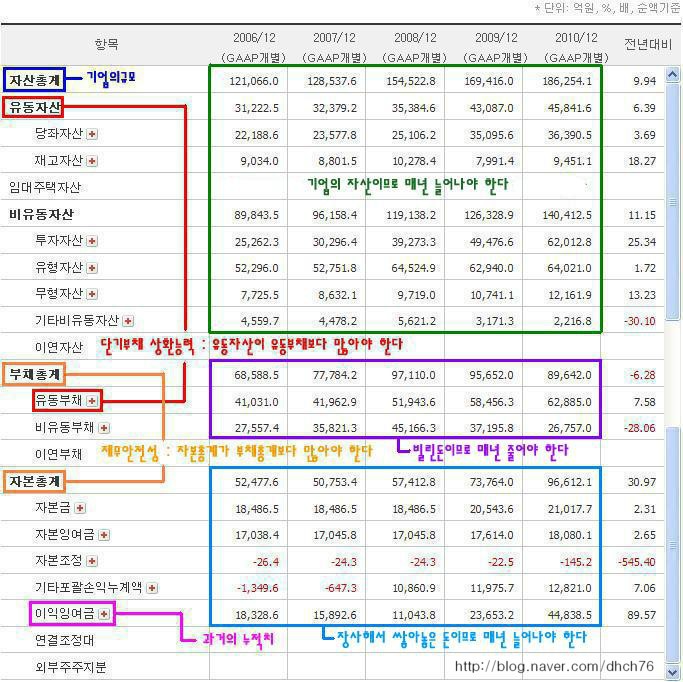 * 단위: 억원, %, 배, 순액기준
항목 2006/12 (GAAP개별) 2007/12 (GAAP개별) 2008/12 (GAAP개별) 2009/12 (GAAP개별) 2010/12 (GAAP개별) 전년대비
자산총계 기업의규모 121,066.0 128,537.6 154,522.8 169,416.0 186,254.1 9.94
유동자산 31,222.5 32,379.2 35,384.6 43,087.0 45,841.6 6.39
당좌자산 22,188.6 23,577.8 25,106.2 35,095.6 36,390.5 3.69
재고자산 9,034.0 8,801.5 10,278.4 7,991.4 9,451.1 18.27
임대주택자산 기업의 자산이므로 매년 늘어나야 한다
비유동자산 89,843.5 96,158.4 119,138.2 126,328.9 140,412.5 11.15
투자자산 25,262.3 30,296.4 39,273.3 49,476.6 62,012.8 25.34
유형자산 52,296.0 52,751.8 64,524.9 62,940.0 64,021.0 1.72
무형자산 7,725.5 8,632.1 9,719.0 10,741.1 12,161.9 13.23
기타비유동자산 4,559.7 4,478.2 5,621.2 3,171.3 2,216.8 -30.10
이연자산 단기부채 상환능력 : 유동자산이 유동부채보다 많아야 한다
부채총계 68,588.5 77,784.2 97,110.0 95,652.0 89,642.0 -6.28
유동부채 41,031.0 41,962.9 51,943.6 58,456.3 62,885.0 7.58
비유동부채 27,557.4 35,821.3 45,166.3 37,195.8 26,757.0 -28.06
이연부채 재무안전성 : 자본총계가 부채총계보다 많아야 한다 빌린돈이므로 매년 줄어야 한다
자본총계 52,477.6 50,753.4 57,412.8 73,764.0 96,612.1 30.97
자본금 18,486.5 18,486.5 18,486.5 20,543.6 21,017.7 2.31
자본잉여금 17,038.4 17,045.8 17,045.8 17,614.0 18,080.1 2.65
자본조정 -26.4 -24.3 -24.3 -22.5 -145.2 -545.40
기타포괄손익누계액 -1,349.6 -647.3 10,860.9 11,975.7 12,821.0 7.06
이익잉여금 18,328.6 15,892.6 11,043.8 23,653.2 44,838.5 89.57
연결조정대 과거의 누적치 장사해서 쌓아놓은 돈이므로 매년 늘어나야 한다
외부주주지분 http://blog.naver.com/dhch76